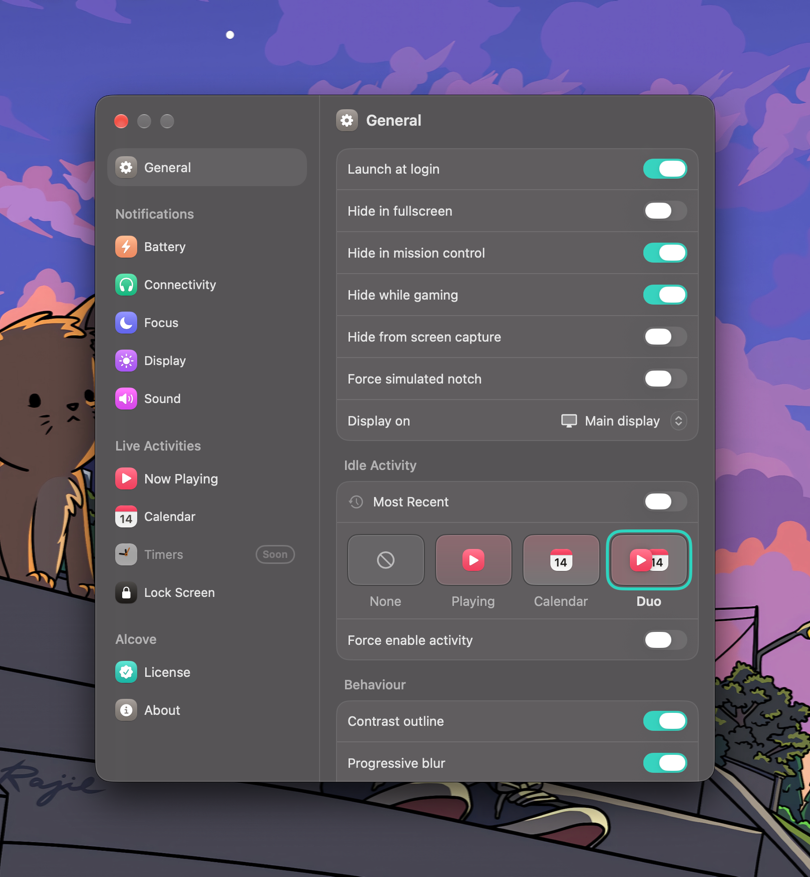 General
Notifications
Battery
Connectivity
Focus
Display
Sound
Live Activities
Now Playing
14
Calendar
Timers
Soon
Lock Screen
Alcove
License
About
General
Launch at login
Hide in fullscreen
Hide in mission control
Hide while gaming
Hide from screen capture
Force simulated notch
Display on
Main display
Idle Activity
Most Recent
14
14
None
Playing
Calendar
Duo
Force enable activity
Behaviour
Contrast outline
Progressive blur
Rajie